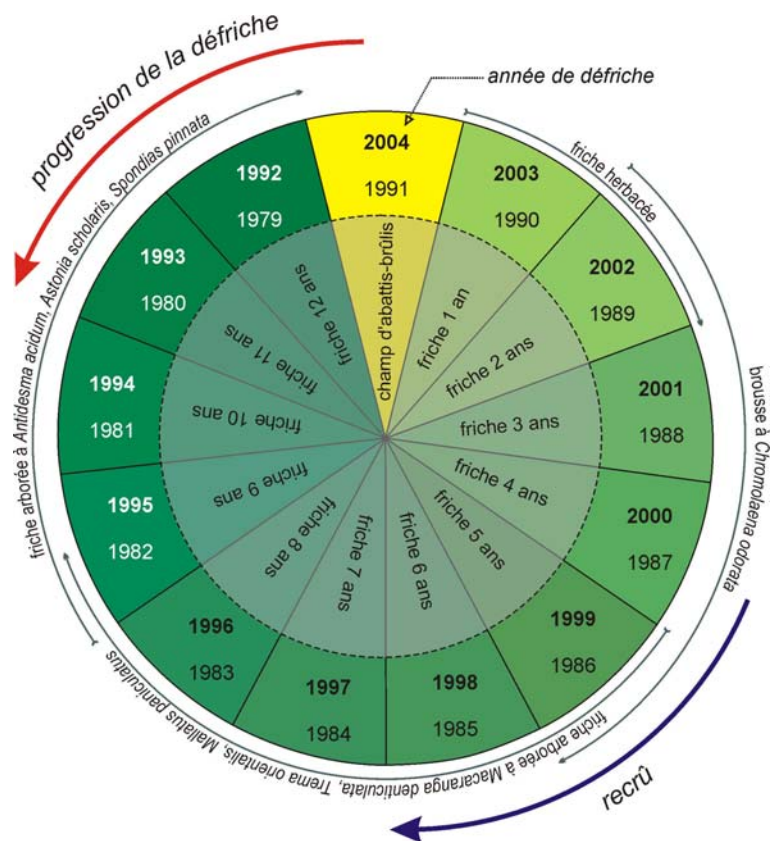 progression de la défriche
année de défriche
2004
1991
champ d'abattis-brûlis
2003
1990
friche 1 an
2002
1989
friche 2 ans
2001
1988
friche 3 ans
2000
1987
friche 4 ans
1999
1986
friche 5 ans
1998
1985
friche 6 ans
1997
1984
friche 7 ans
1996
1983
friche 8 ans
1995
1982
friche 9 ans
1994
1981
friche 10 ans
1993
1980
friche 11 ans
1992
1979
friche 12 ans
friche herbacée
brousse à Chromolaena odorata
friche arborée à Macaranga denticulata, Trema orientalis, Mallatus paniculatus
friche arborée à Antidesma acidum, Astonia scholaris, Spondias pinnata
recrû